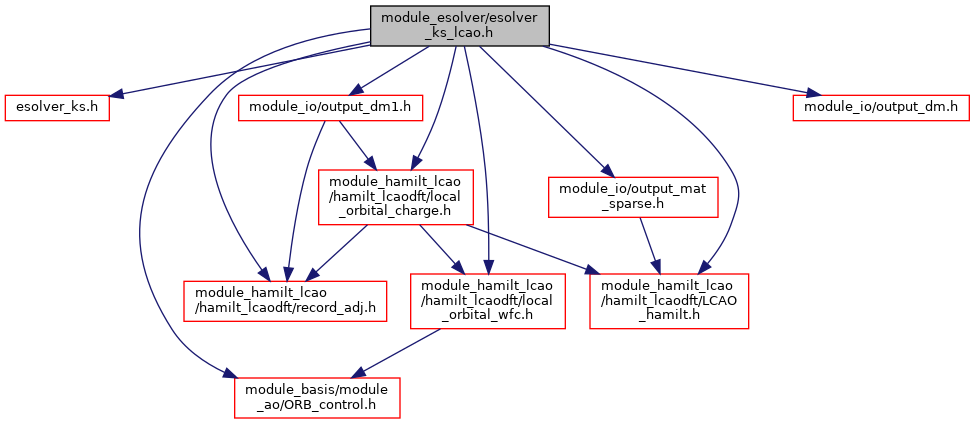 module_esolver/esolver
_ks_lcao.h
esolver_ks.h
module_io/output_dm1.h
module_io/output_dm.h
module_hamilt_lcao
/hamilt_lcaodft/local
_orbital_charge.h
module_io/output_mat
_sparse.h
module_hamilt_lcao
/hamilt_lcaodft/record_adj.h
module_hamilt_lcao
/hamilt_lcaodft/local
_orbital_wfc.h
module_hamilt_lcao
/hamilt_lcaodft/LCAO
_hamilt.h
module_basis/module
_ao/ORB_control.h